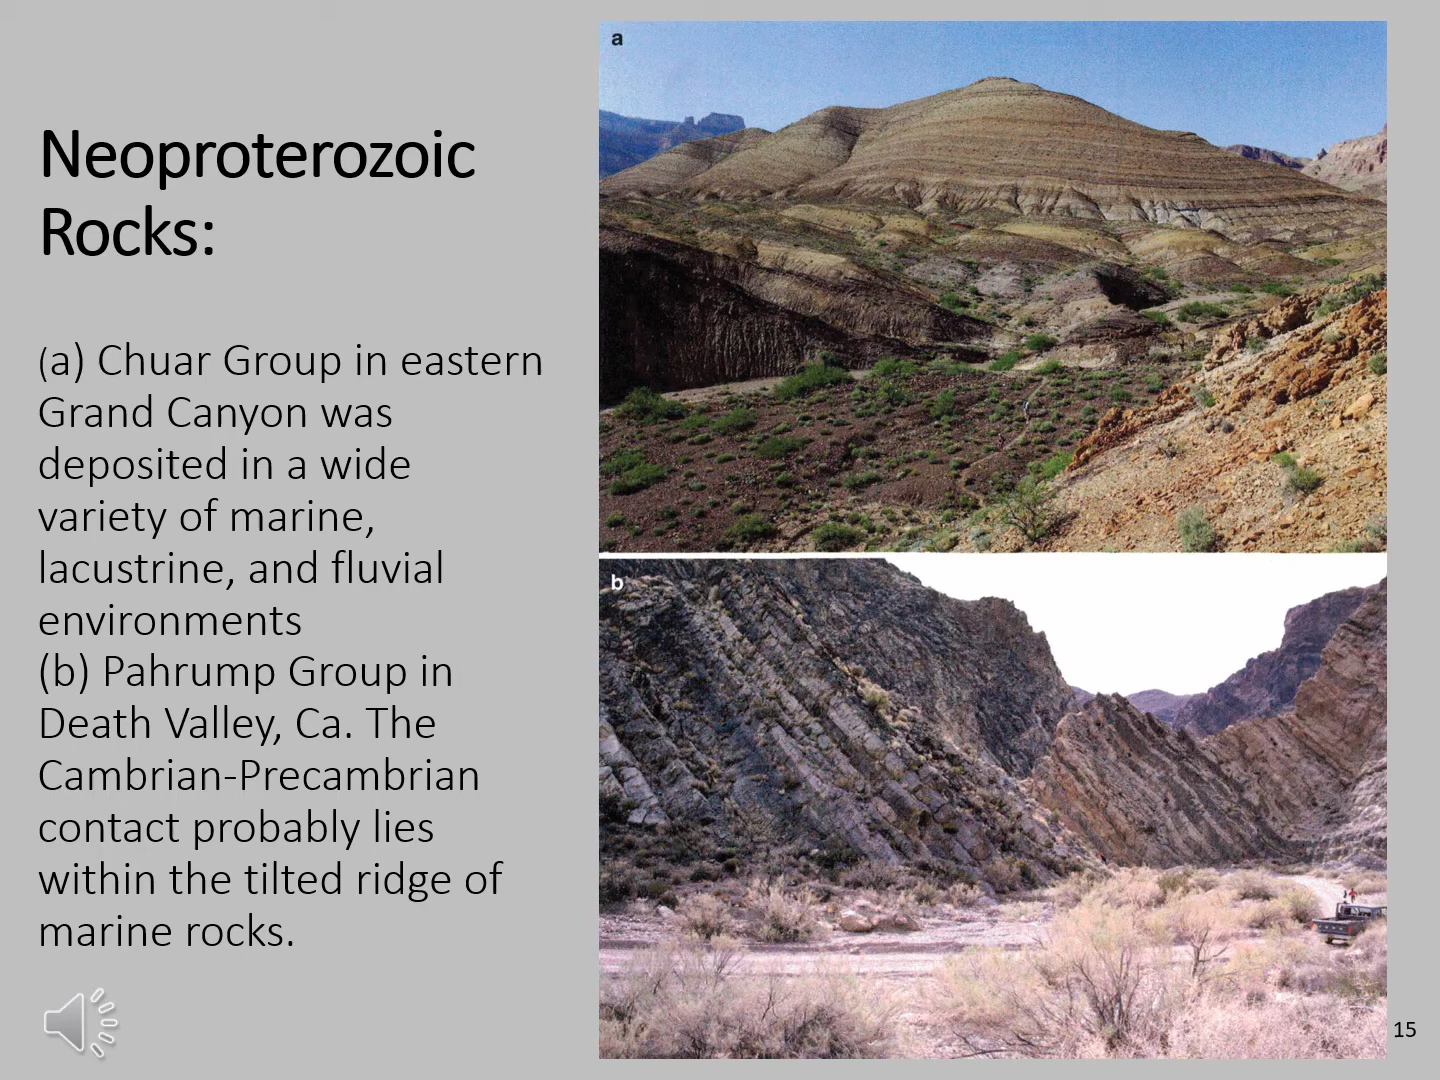 Neoproterozoic
Rocks:
(a) Chuar Group in eastern
Grand Canyon was
deposited in a wide
variety of marine,
lacustrine, and fluvial
environments
(b) Pahrump Group in
Death Valley, Ca. The
Cambrian-Precambrian
contact probably lies
within the tilted ridge of
marine rocks.
a
b
15